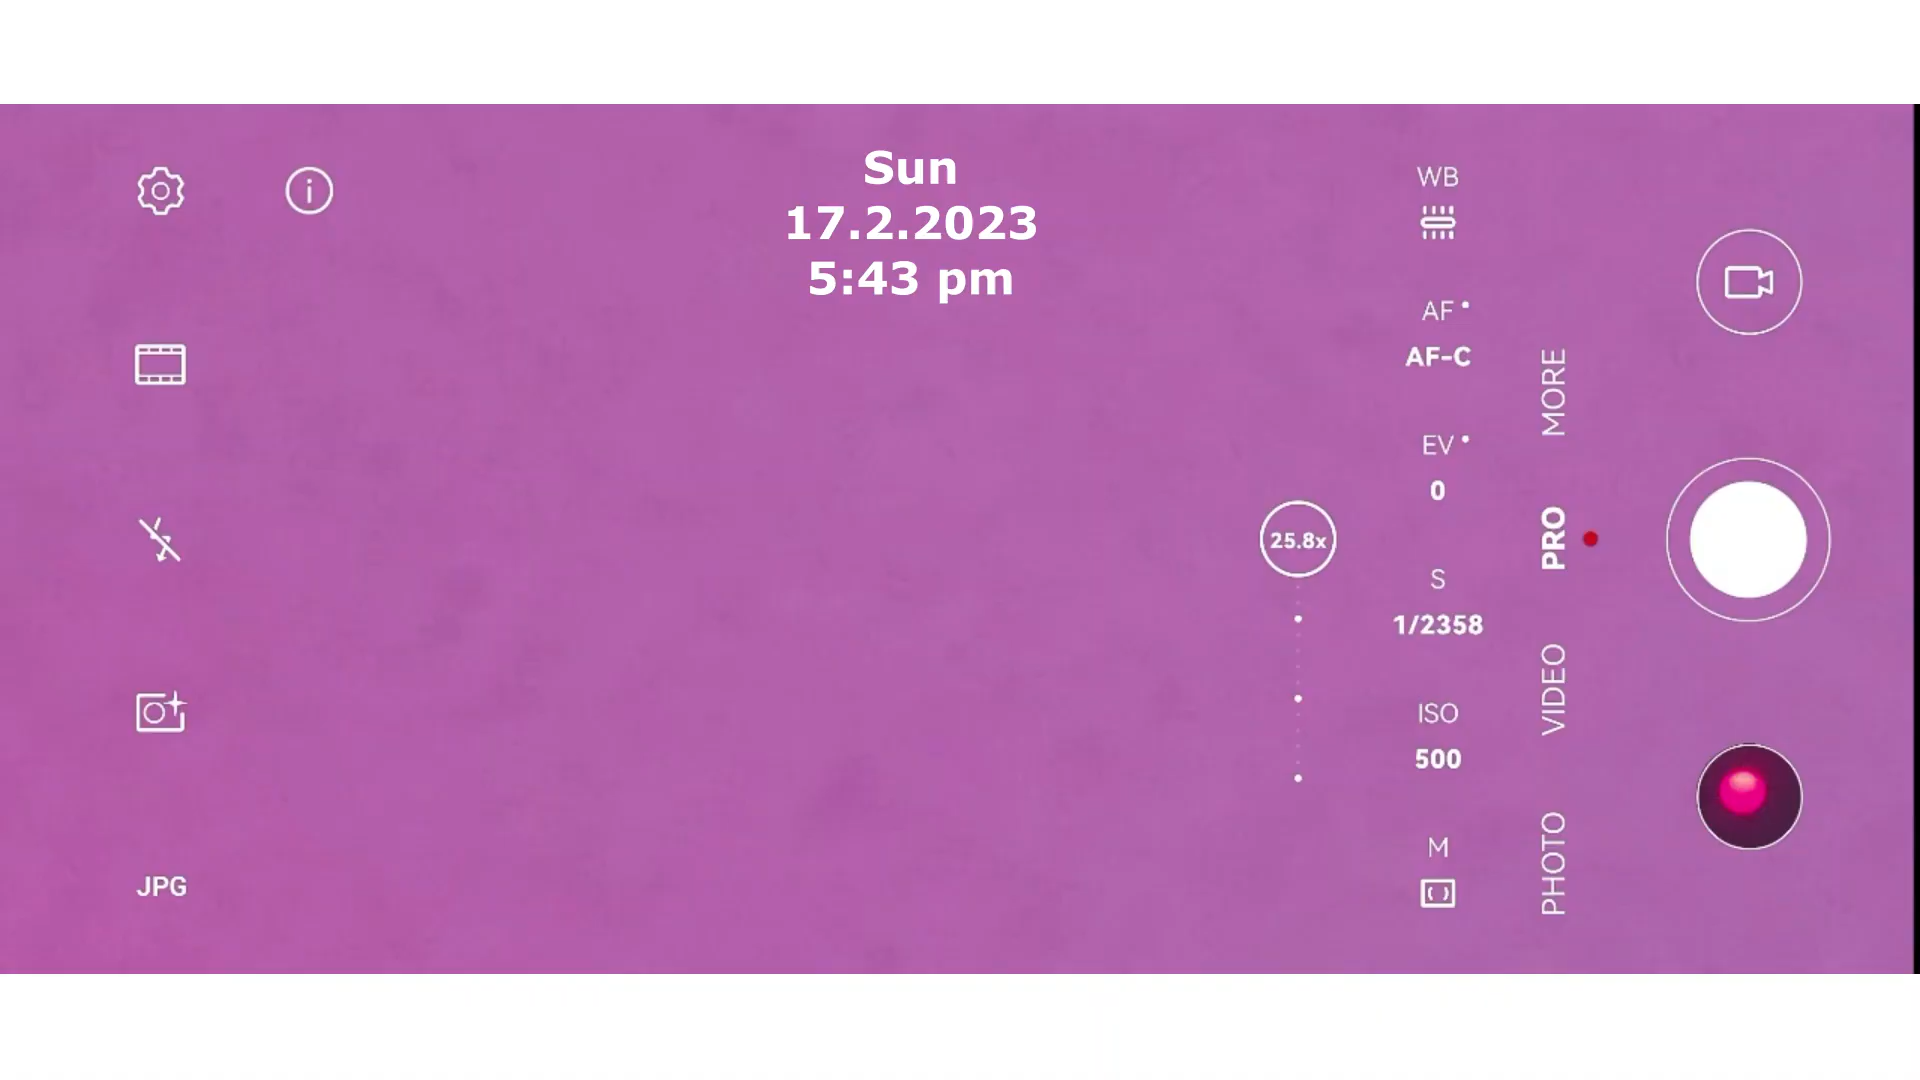 Sun
17.2.2023
5:43 pm
WB
AF
AF-C
EV
0
25.8x
S
1/2358
ISO
500
M
MORE
PRO
VIDEO
PHOTO
JPG